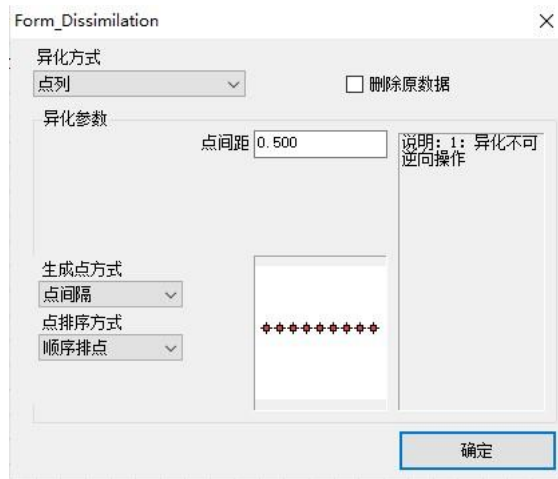 Form_Dissimilation
异化方式
点列
删除原数据
异化参数
点间距 0.500
说明: 1: 异化不可
逆向操作
生成点方式
点间隔
点排序方式
顺序排点
确定